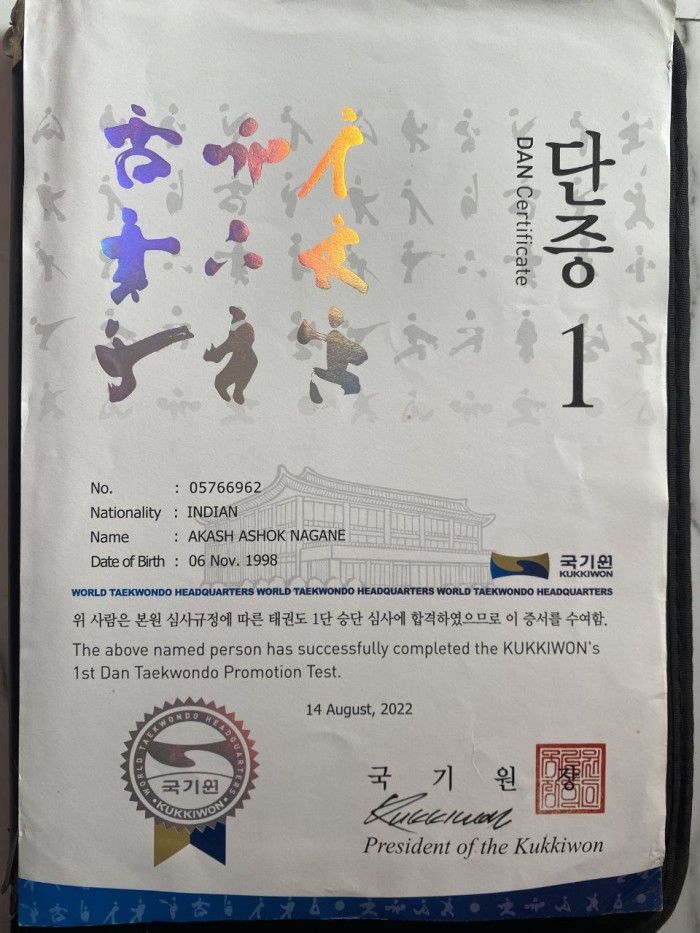 단증
DAN Certificate
1
No. : 05766962
Nationality : INDIAN
Name : AKASH ASHOK NAGANE
Date of Birth : 06 Nov. 1998
국기원
KUKKIWON
WORLD TAEKWONDO HEADQUARTERS WORLD TAEKWONDO HEADQUARTERS WORLD TAEKWONDO HEADQUARTERS
위 사람은 본원 심사규정에 따른 태권도 1단 승단 심사에 합격하였으므로 이 증서를 수여함.
The above named person has successfully completed the KUKKIWON's
1st Dan Taekwondo Promotion Test.
14 August, 2022
WORLD TAEKWONDO HEADQUARTERS
국기원
KUKKIWON
국 기 원 장
Kukkiwon
President of the Kukkiwon